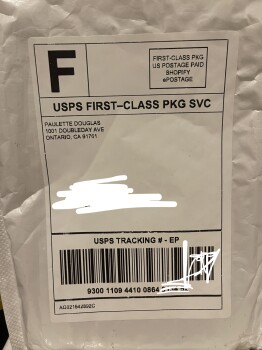 F
FIRST-CLASS PKG
US POSTAGE PAID
SHOPIFY
ePOSTAGE
USPS FIRST–CLASS PKG SVC
PAULETTE DOUGLAS
1001 DOUBLEDAY AVE
ONTARIO, CA 91761
USPS TRACKING # - EP
9300 1109 4410 0864